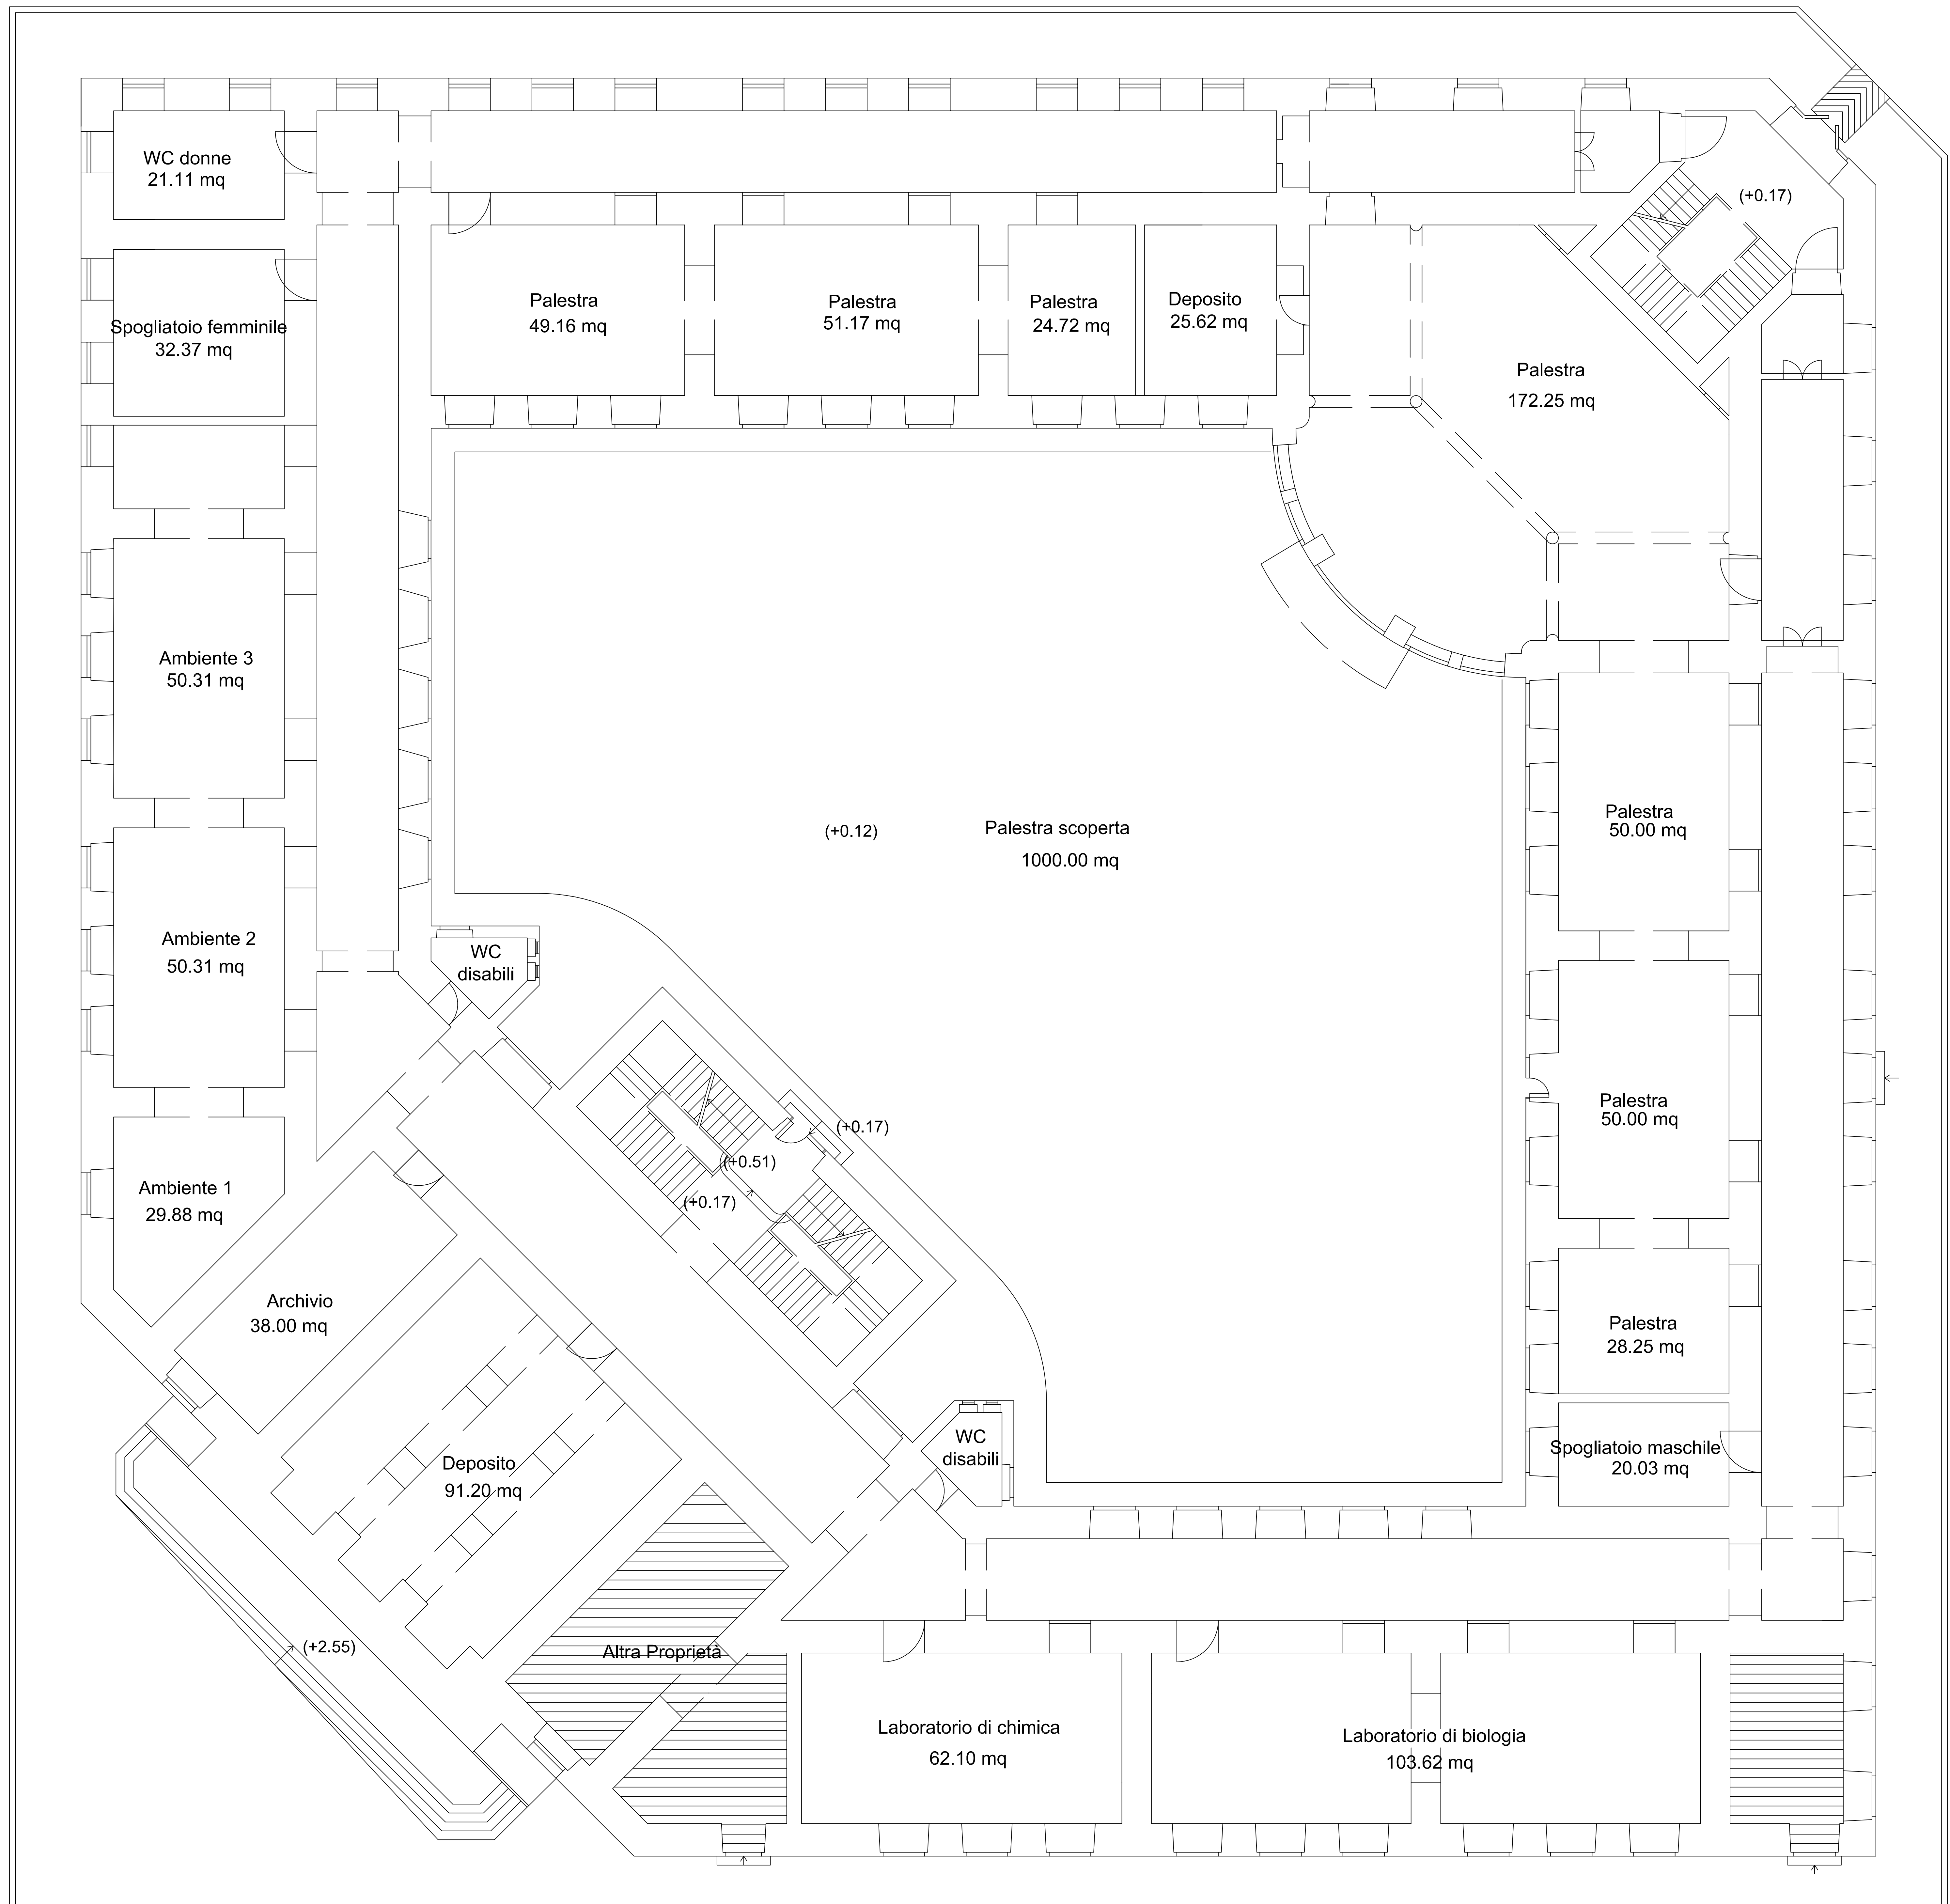 WC donne
21.11 mq
(+0.17)
Spogliatoio femminile
32.37 mq
Palestra
49.16 mq
Palestra
51.17 mq
Palestra
24.72 mq
Deposito
25.62 mq
Palestra
172.25 mq
Ambiente 3
50.31 mq
(+0.12)
Palestra scoperta
1000.00 mq
Palestra
50.00 mq
Ambiente 2
50.31 mq
WC
disabili
Palestra
50.00 mq
(+0.17)
(+0.51)
(+0.17)
Ambiente 1
29.88 mq
Archivio
38.00 mq
Palestra
28.25 mq
Deposito
91.20 mq
WC
disabili
Spogliatoio maschile
20.03 mq
(+2.55)
Altra Proprietà
Laboratorio di chimica
62.10 mq
Laboratorio di biologia
103.62 mq